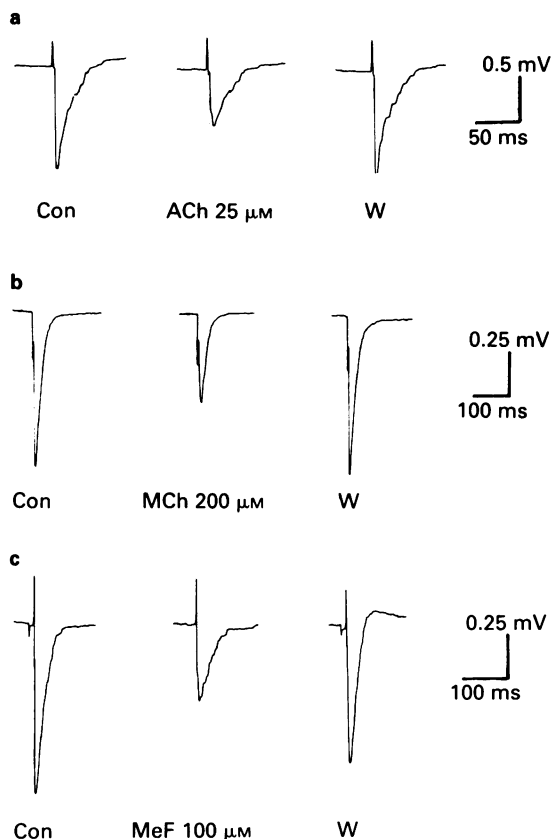 a
0.5 mV
50 ms
Con ACh 25 μM W
b
0.25 mV
100 ms
Con MCh 200 μM W
c
0.25 mV
100 ms
Con MeF 100 μM W